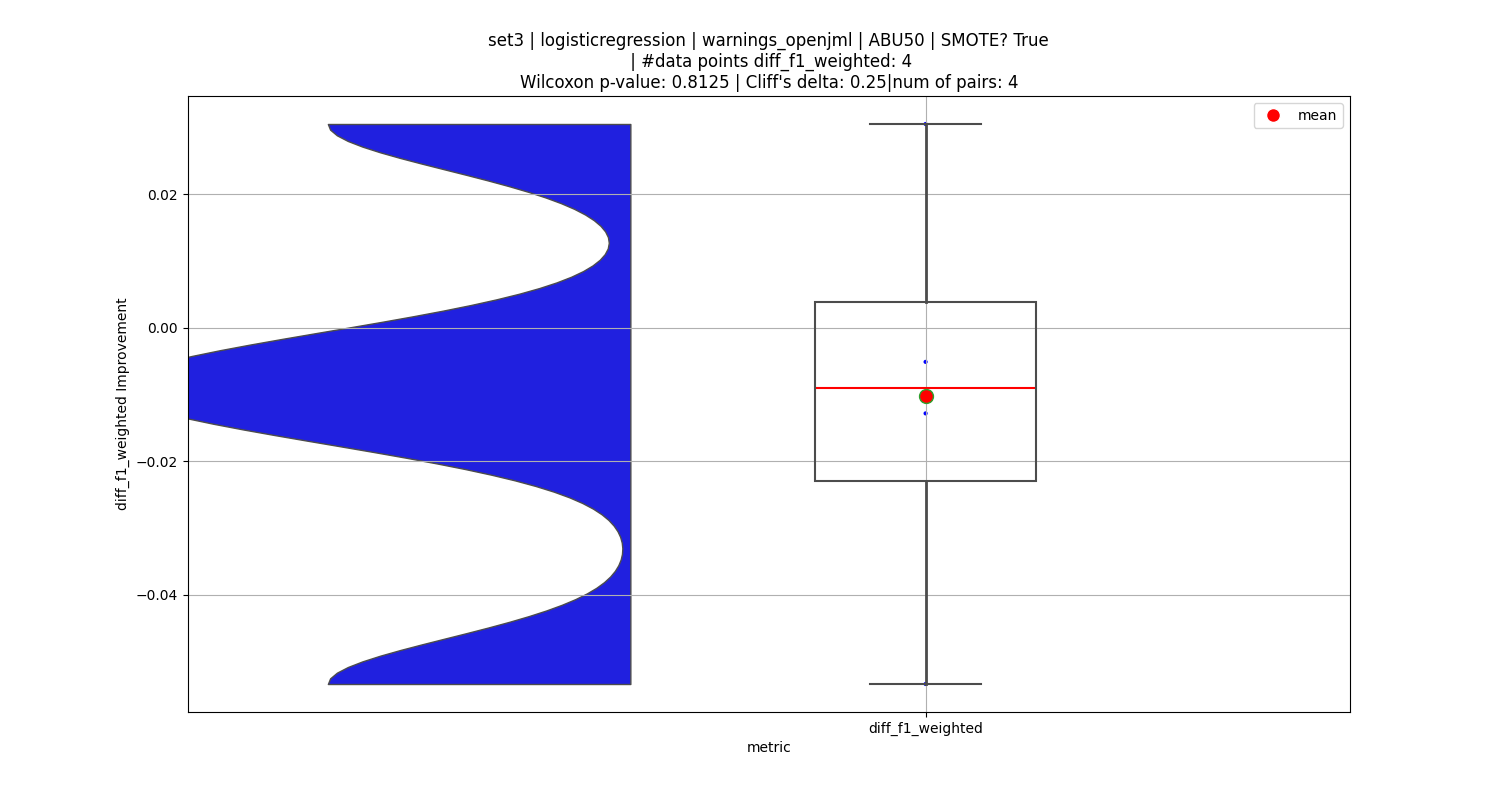 set3 | logisticregression | warnings_openjml | ABU50 | SMOTE? True
| #data points diff_f1_weighted: 4
Wilcoxon p-value: 0.8125 | Cliff's delta: 0.25|num of pairs: 4
mean
0.02
0.00
−0.02
−0.04
diff_f1_weighted Improvement
diff_f1_weighted
metric